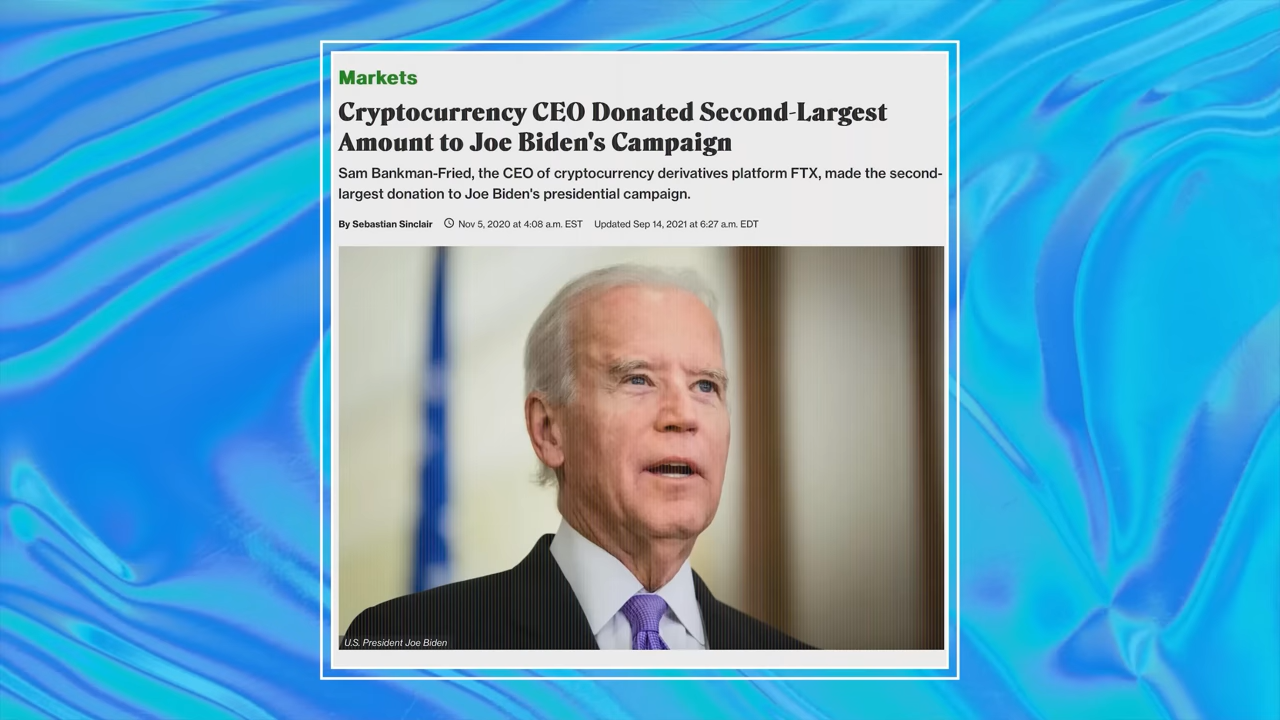 Markets
Cryptocurrency CEO Donated Second-Largest
Amount to Joe Biden's Campaign
Sam Bankman-Fried, the CEO of cryptocurrency derivatives platform FTX, made the second-
largest donation to Joe Biden's presidential campaign.
By Sebastian Sinclair Nov 5, 2020 at 4:08 a.m. EST Updated Sep 14, 2021 at 6:27 a.m. EDT
U.S. President Joe Biden